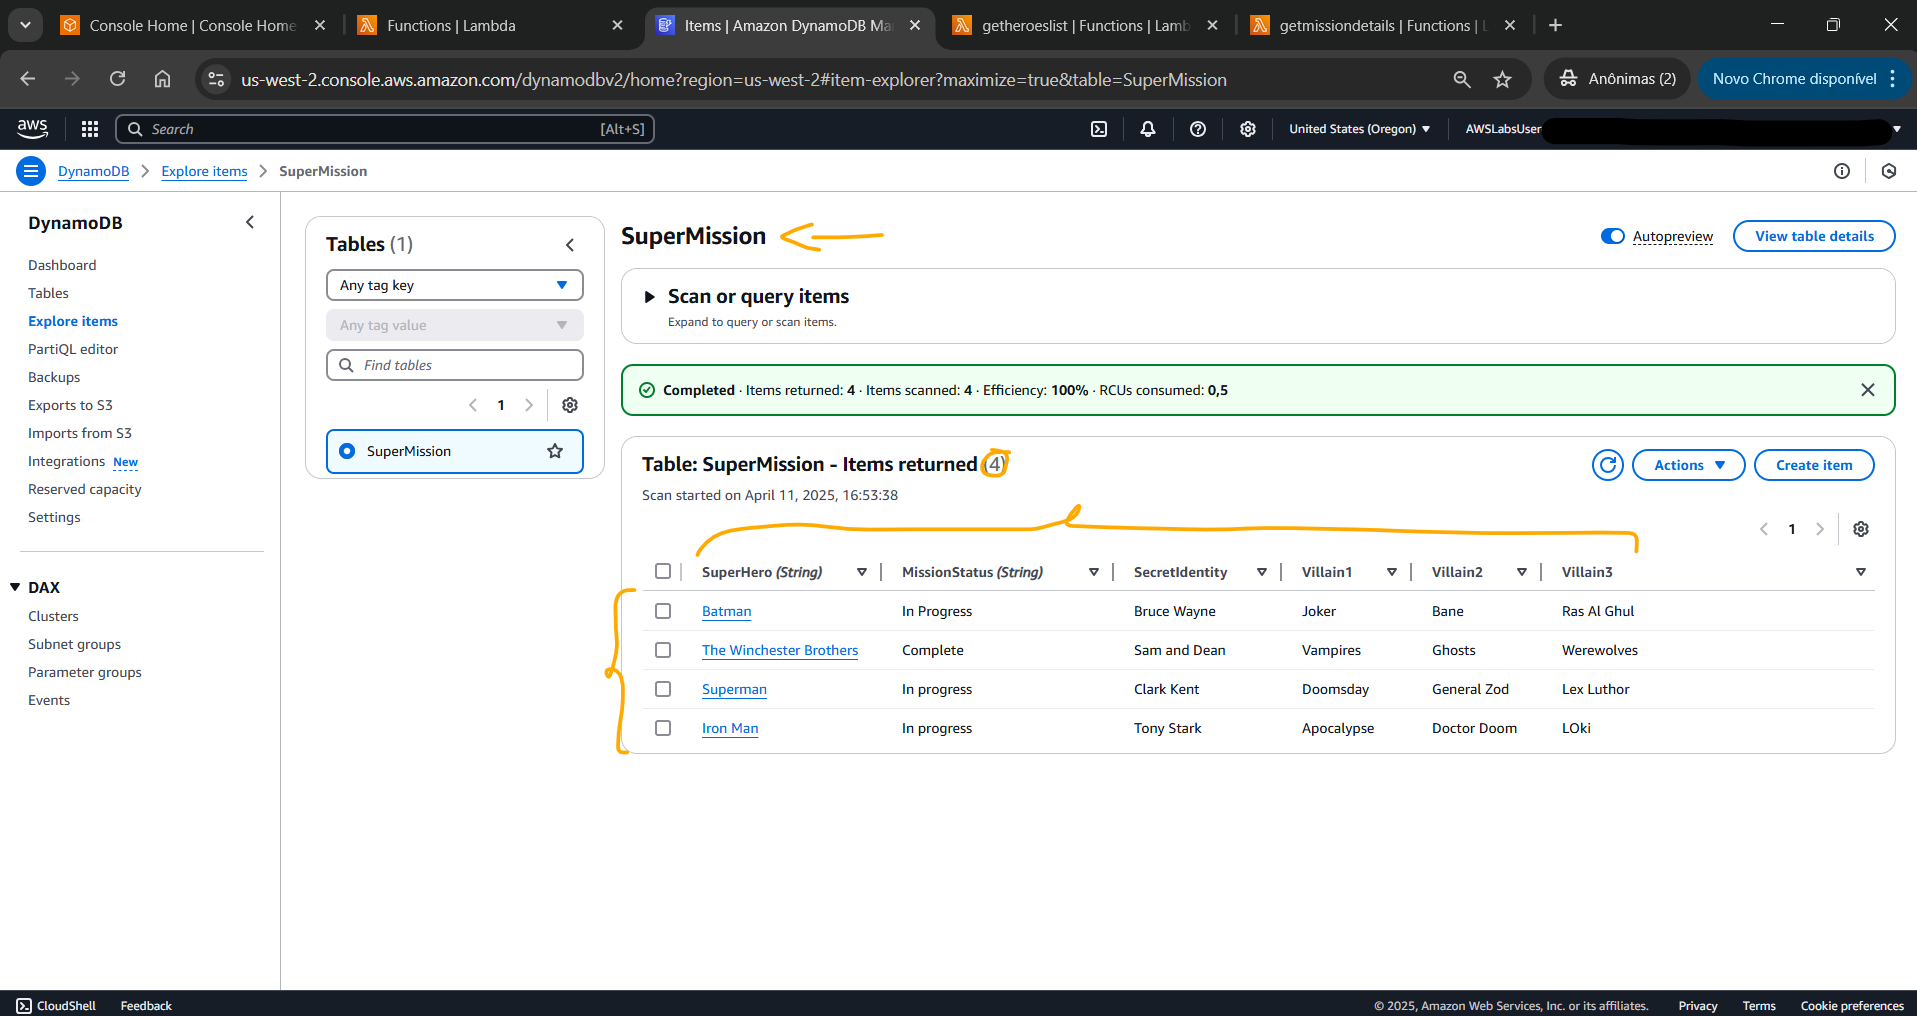 Console Home | Console Home
Functions | Lambda
Items | Amazon DynamoDB Ma
getheroeslist | Functions | Lamb
getmissiondetails | Functions | L
us-west-2.console.aws.amazon.com/dynamodbv2/home?region=us-west-2#item-explorer?maximize=true&table=SuperMission
Anônimas (2)
Novo Chrome disponível
aws
Search
[Alt+S]
United States (Oregon)
AWSLabsUser
DynamoDB
Explore items
SuperMission
DynamoDB
Dashboard
Tables
Explore items
PartiQL editor
Backups
Exports to S3
Imports from S3
Integrations New
Reserved capacity
Settings
DAX
Clusters
Subnet groups
Parameter groups
Events
Tables (1)
Any tag key
Any tag value
Find tables
1
SuperMission
SuperMission
Autopreview
View table details
Scan or query items
Expand to query or scan items.
Completed · Items returned: 4 · Items scanned: 4 · Efficiency: 100% · RCUs consumed: 0,5
Table: SuperMission - Items returned (4)
Scan started on April 11, 2025, 16:53:38
Actions
Create item
1
SuperHero (String) MissionStatus (String) SecretIdentity Villain1 Villain2 Villain3
Batman In Progress Bruce Wayne Joker Bane Ras Al Ghul
The Winchester Brothers Complete Sam and Dean Vampires Ghosts Werewolves
Superman In progress Clark Kent Doomsday General Zod Lex Luthor
Iron Man In progress Tony Stark Apocalypse Doctor Doom LOki
CloudShell
Feedback
© 2025, Amazon Web Services, Inc. or its affiliates.
Privacy
Terms
Cookie preferences